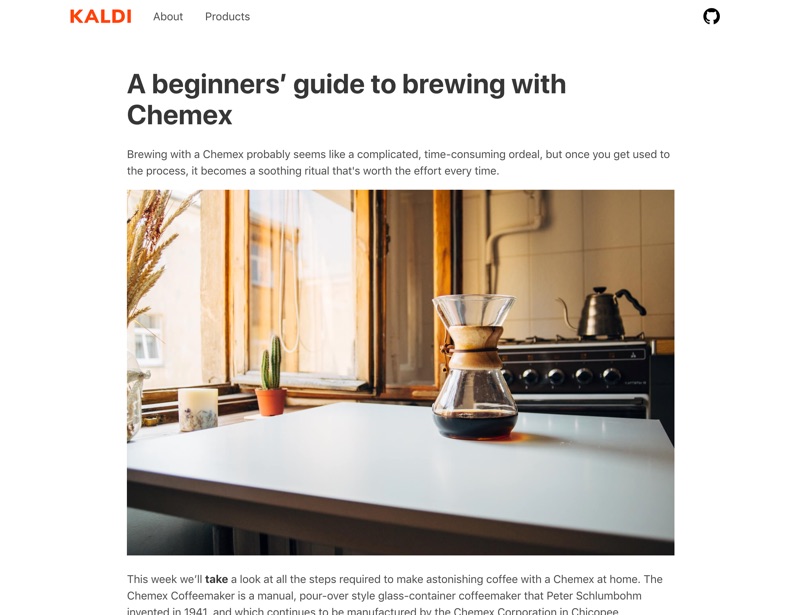 KALDI About Products
A beginners’ guide to brewing with
Chemex
Brewing with a Chemex probably seems like a complicated, time-consuming ordeal, but once you get used to
the process, it becomes a soothing ritual that's worth the effort every time.
This week we’ll take a look at all the steps required to make astonishing coffee with a Chemex at home. The
Chemex Coffeemaker is a manual, pour-over style glass-container coffeemaker that Peter Schlumbohm
invented in 1941, and which continues to be manufactured by the Chemex Corporation in Chicopee,